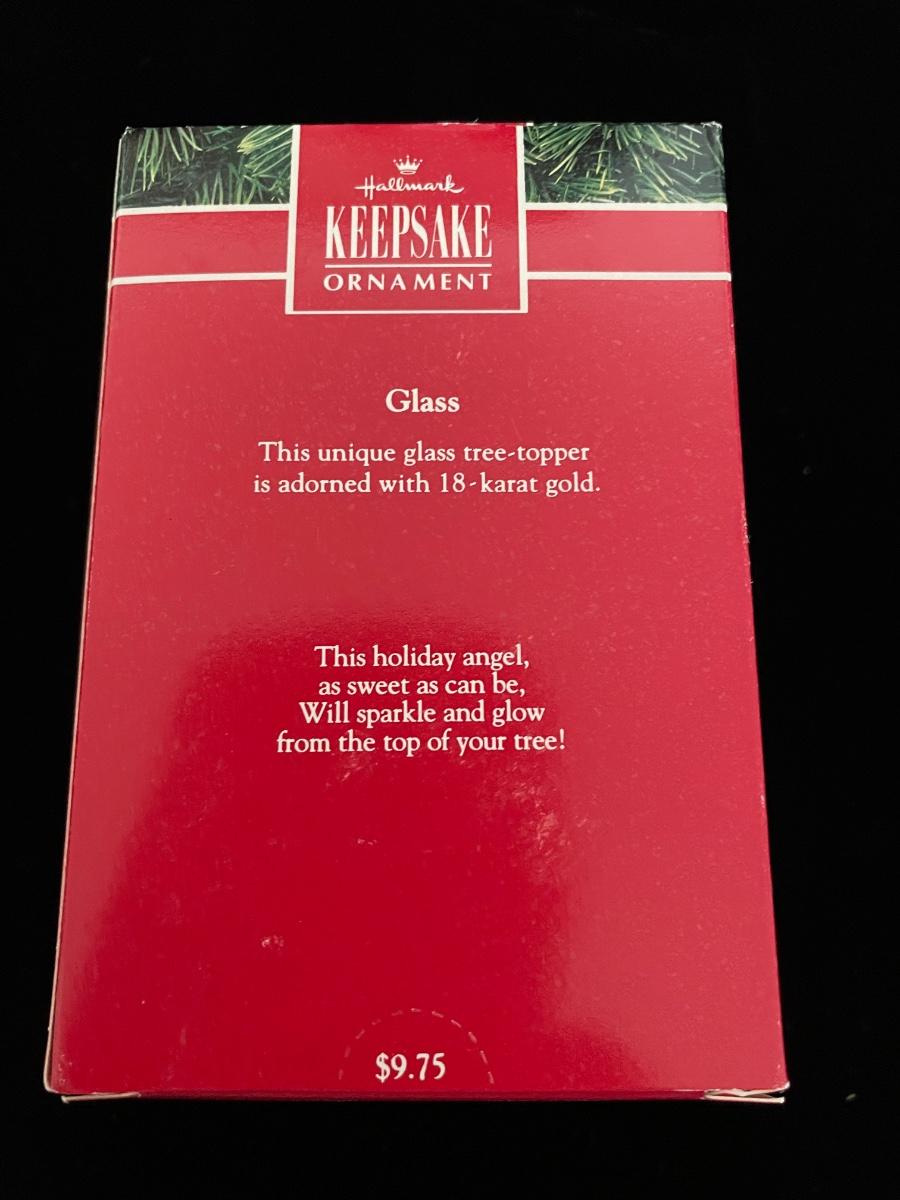 Hallmark
KEEPSAKE
ORNAMENT
Glass
This unique glass tree-topper
is adorned with 18-karat gold.
This holiday angel,
as sweet as can be,
Will sparkle and glow
from the top of your tree!
$9.75